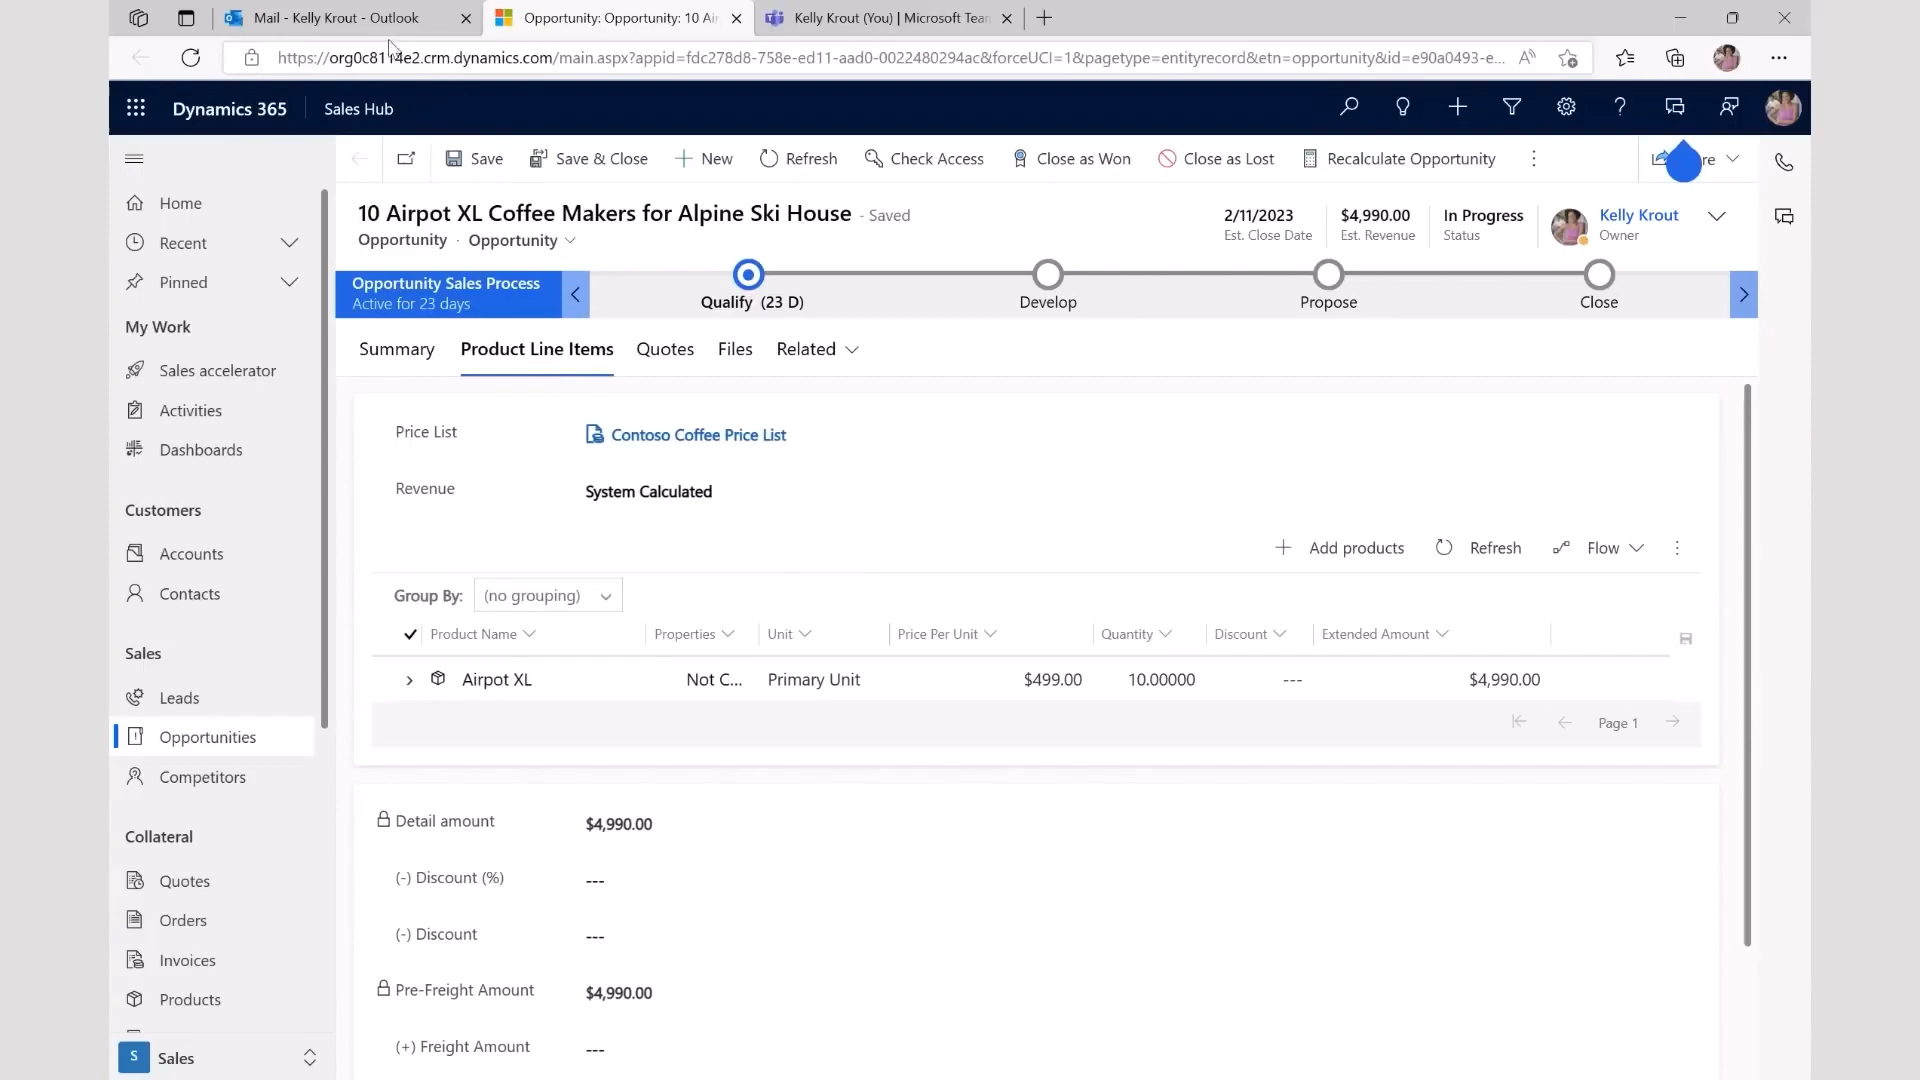 Mail - Kelly Krout - Outlook
Opportunity: Opportunity: 10 Ai
Kelly Krout (You) | Microsoft Tea
https://org0c8114e2.crm.dynamics.com/main.aspx?appid=fdc278d8-758e-ed11-aad0-0022480294ac&forceUCI=1&pagetype=entityrecord&etn=opportunity&id=e90a0493-e...
Dynamics 365
Sales Hub
Save
Save & Close
New
Refresh
Check Access
Close as Won
Close as Lost
Recalculate Opportunity
Home
Recent
Pinned
My Work
Sales accelerator
Activities
Dashboards
Customers
Accounts
Contacts
Sales
Leads
Opportunities
Competitors
Collateral
Quotes
Orders
Invoices
Products
S Sales
10 Airpot XL Coffee Makers for Alpine Ski House - Saved
Opportunity · Opportunity
2/11/2023
Est. Close Date
$4,990.00
Est. Revenue
In Progress
Status
Kelly Krout
Owner
Opportunity Sales Process
Active for 23 days
Qualify (23 D)
Develop
Propose
Close
Summary
Product Line Items
Quotes
Files
Related
Price List
Contoso Coffee Price List
Revenue
System Calculated
Add products
Refresh
Flow
Group By: (no grouping)
Product Name
Properties
Unit
Price Per Unit
Quantity
Discount
Extended Amount
Airpot XL
Not C...
Primary Unit
$499.00
10.00000
---
$4,990.00
Page 1
Detail amount
$4,990.00
(-) Discount (%)
---
(-) Discount
---
Pre-Freight Amount
$4,990.00
(+) Freight Amount
---